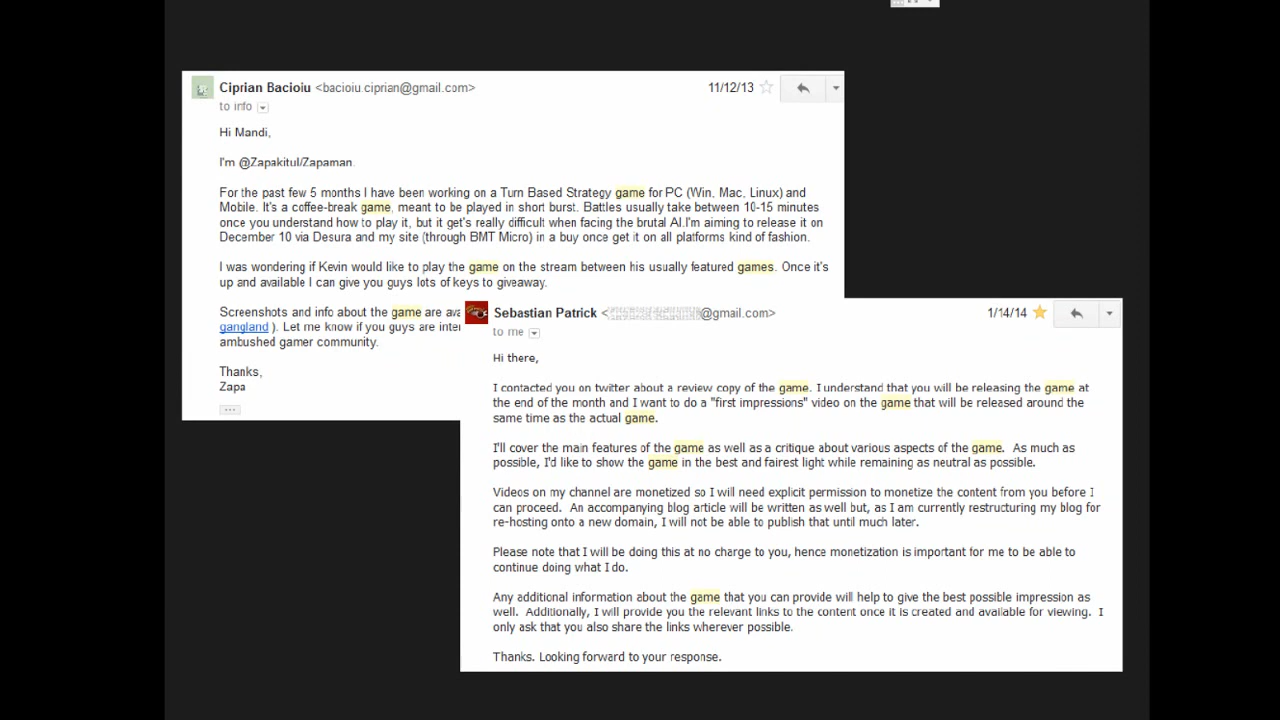 Ciprian Bacioiu <bacioiu.ciprian@gmail.com>
11/12/13
to info
Hi Mandi,
I'm @Zapakitul/Zapaman.
For the past few 5 months I have been working on a Turn Based Strategy game for PC (Win, Mac, Linux) and
Mobile. It's a coffee-break game, meant to be played in short burst. Battles usually take between 10-15 minutes
once you understand how to play it, but it get's really difficult when facing the brutal AI.I'm aiming to release it on
December 10 via Desura and my site (through BMT Micro) in a buy once get it on all platforms kind of fashion.
I was wondering if Kevin would like to play the game on the stream between his usually featured games. Once it's
up and available I can give you guys lots of keys to giveaway.
Screenshots and info about the game are ava
gangland ). Let me know if you guys are inter
ambushed gamer community.
Thanks,
Zapa
Sebastian Patrick < @gmail.com>
1/14/14
to me
Hi there,
I contacted you on twitter about a review copy of the game. I understand that you will be releasing the game at
the end of the month and I want to do a "first impressions" video on the game that will be released around the
same time as the actual game.
I'll cover the main features of the game as well as a critique about various aspects of the game. As much as
possible, I'd like to show the game in the best and fairest light while remaining as neutral as possible.
Videos on my channel are monetized so I will need explicit permission to monetize the content from you before I
can proceed. An accompanying blog article will be written as well but, as I am currently restructuring my blog for
re-hosting onto a new domain, I will not be able to publish that until much later.
Please note that I will be doing this at no charge to you, hence monetization is important for me to be able to
continue doing what I do.
Any additional information about the game that you can provide will help to give the best possible impression as
well. Additionally, I will provide you the relevant links to the content once it is created and available for viewing. I
only ask that you also share the links wherever possible.
Thanks. Looking forward to your response.